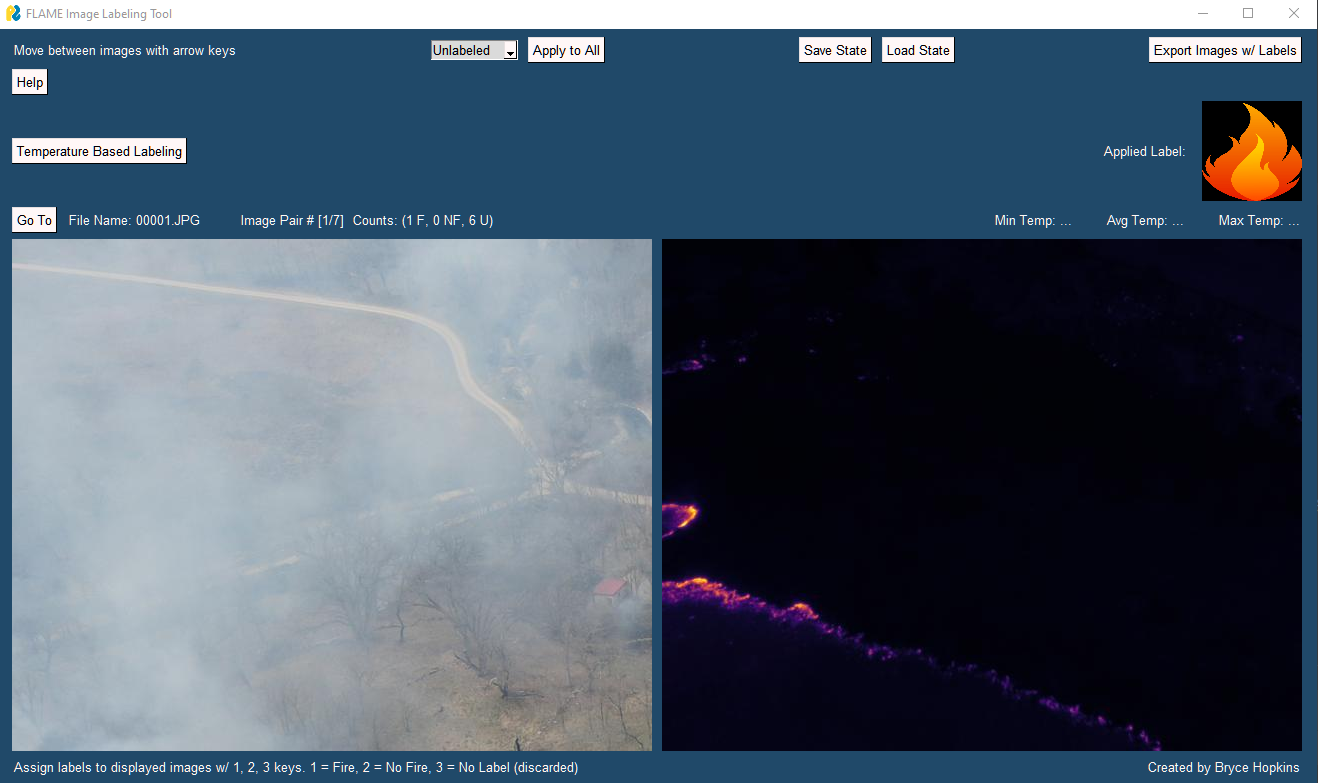 FLAME Image Labeling Tool
Move between images with arrow keys Unlabeled Apply to All Save State Load State Export Images w/ Labels
Help
Temperature Based Labeling Applied Label:
Go To File Name: 00001.JPG Image Pair # [1/7] Counts: (1 F, 0 NF, 6 U) Min Temp: ... Avg Temp: ... Max Temp: ...
Assign labels to displayed images w/ 1, 2, 3 keys. 1 = Fire, 2 = No Fire, 3 = No Label (discarded) Created by Bryce Hopkins